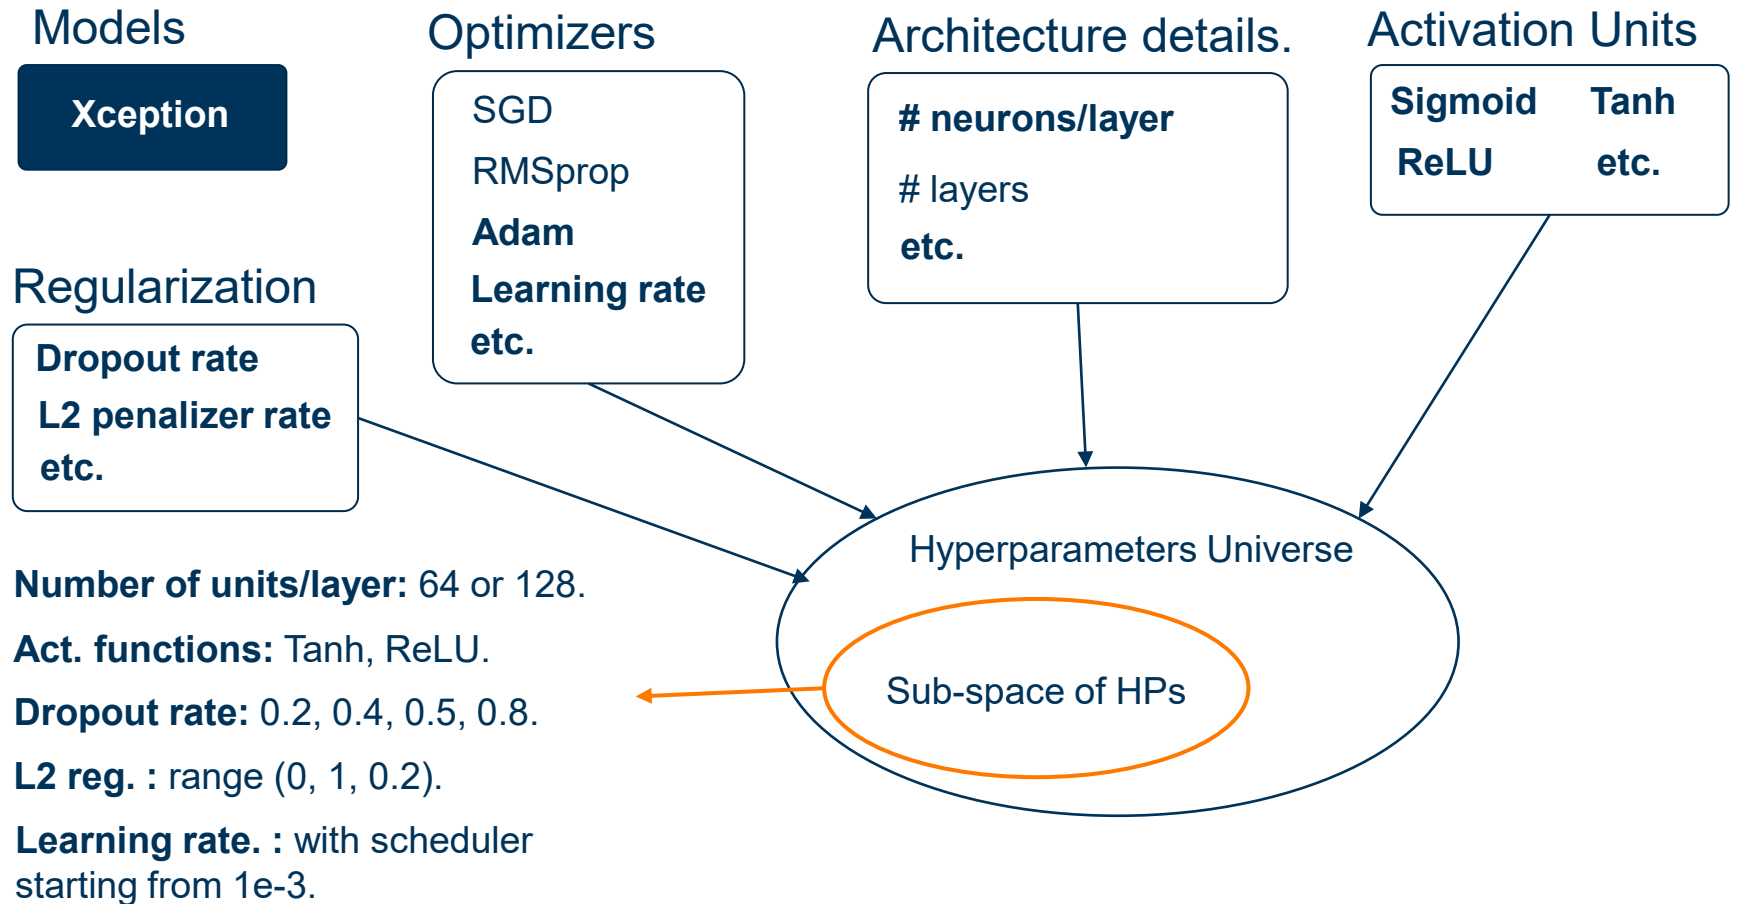 Models
Xception
Optimizers
SGD
RMSprop
Adam
Learning rate
etc.
Architecture details.
# neurons/layer
# layers
etc.
Activation Units
Sigmoid Tanh
ReLU etc.
Regularization
Dropout rate
L2 penalizer rate
etc.
Hyperparameters Universe
Sub-space of HPs
Number of units/layer: 64 or 128.
Act. functions: Tanh, ReLU.
Dropout rate: 0.2, 0.4, 0.5, 0.8.
L2 reg. : range (0, 1, 0.2).
Learning rate. : with scheduler
starting from 1e-3.